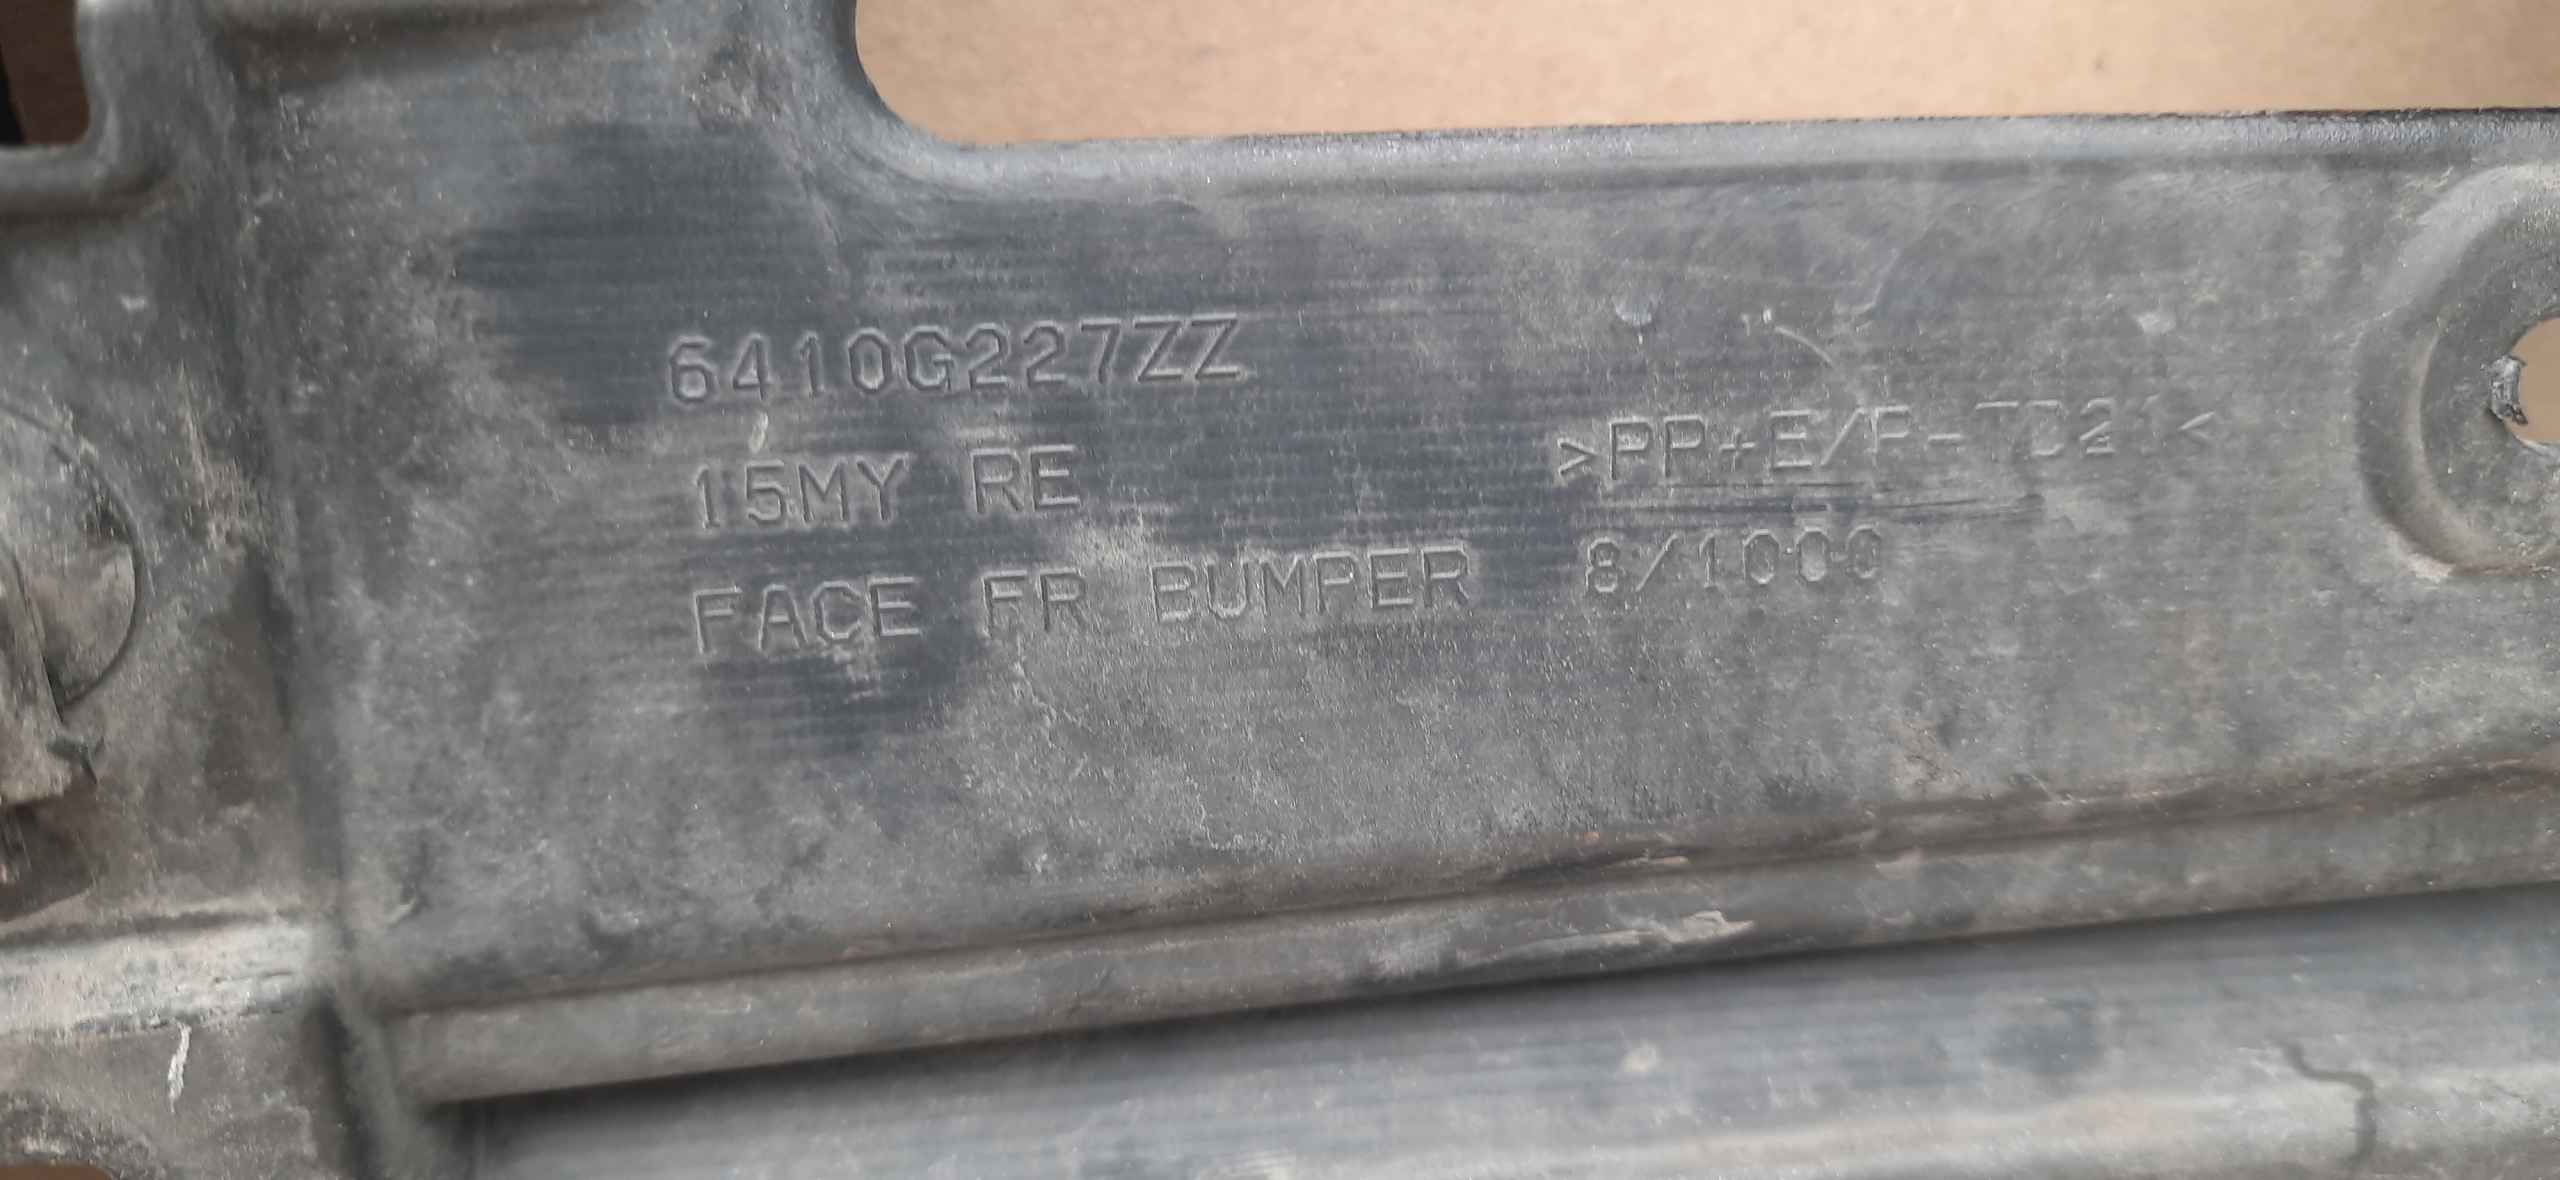 6410G227ZZ
15MY RE
FACE FR BUMPER
>PP+E/P-TD21<
8/1000